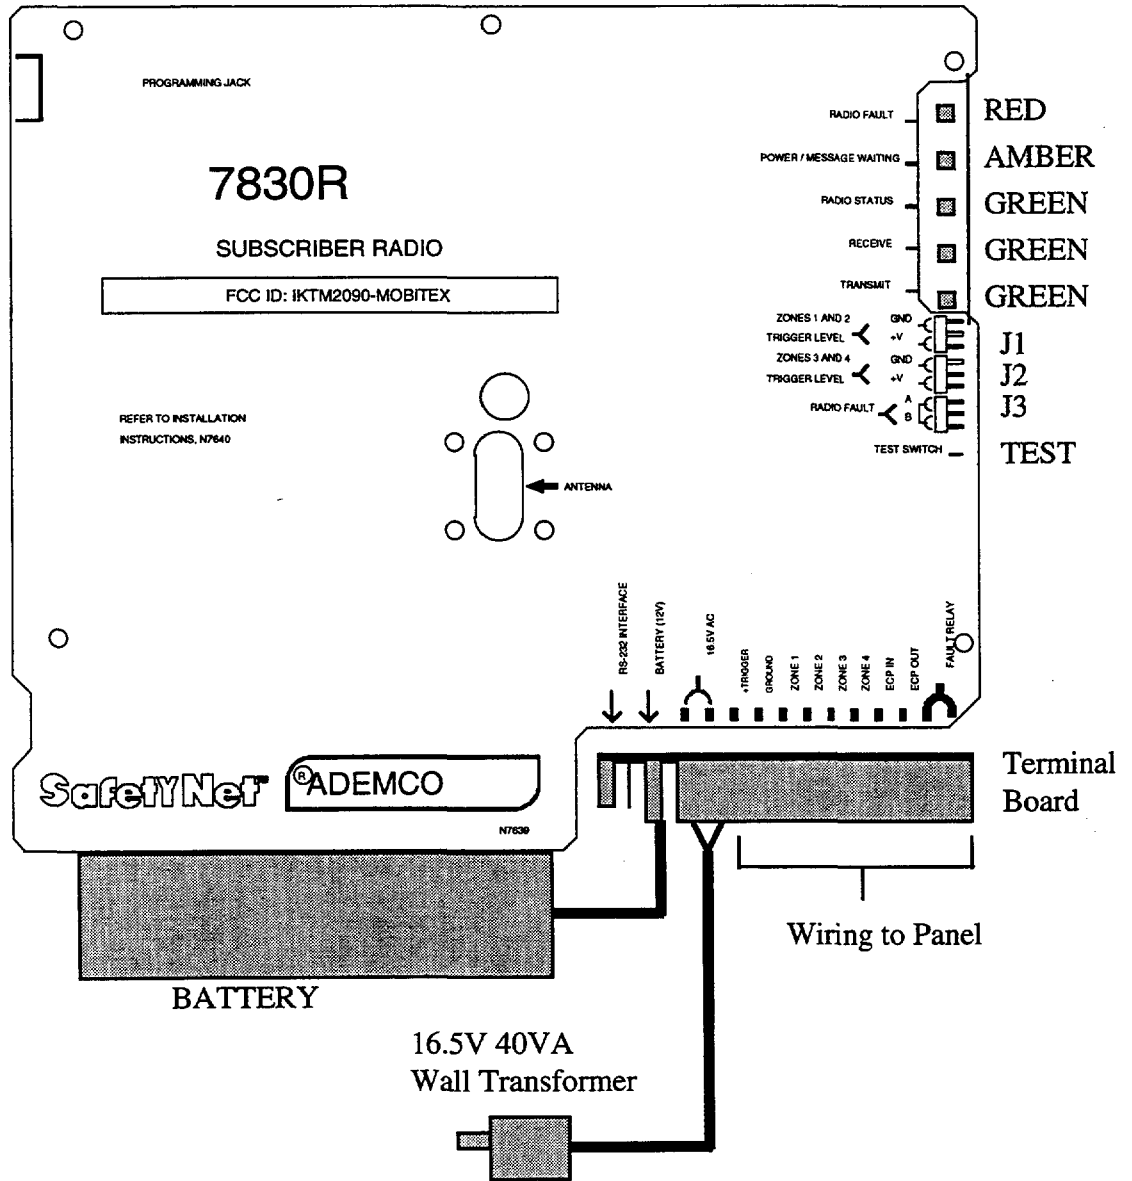 PROGRAMMING JACK
7830R
SUBSCRIBER RADIO
FCC ID: IKTM2090-MOBITEX
REFER TO INSTALLATION
INSTRUCTIONS, N7640
ANTENNA
RADIO FAULT
RED
POWER / MESSAGE WAITING
AMBER
RADIO STATUS
GREEN
RECEIVE
GREEN
TRANSMIT
GREEN
ZONES 1 AND 2
TRIGGER LEVEL
GND
+V
J1
ZONES 3 AND 4
TRIGGER LEVEL
GND
+V
J2
RADIO FAULT
A
B
J3
TEST SWITCH
TEST
RS-232 INTERFACE
BATTERY (12V)
16.5V AC
+TRIGGER
GROUND
ZONE 1
ZONE 2
ZONE 3
ZONE 4
ECP IN
ECP OUT
FAULT RELAY
SafetYNet™
®ADEMCO
N7639
Terminal
Board
Wiring to Panel
BATTERY
16.5V 40VA
Wall Transformer